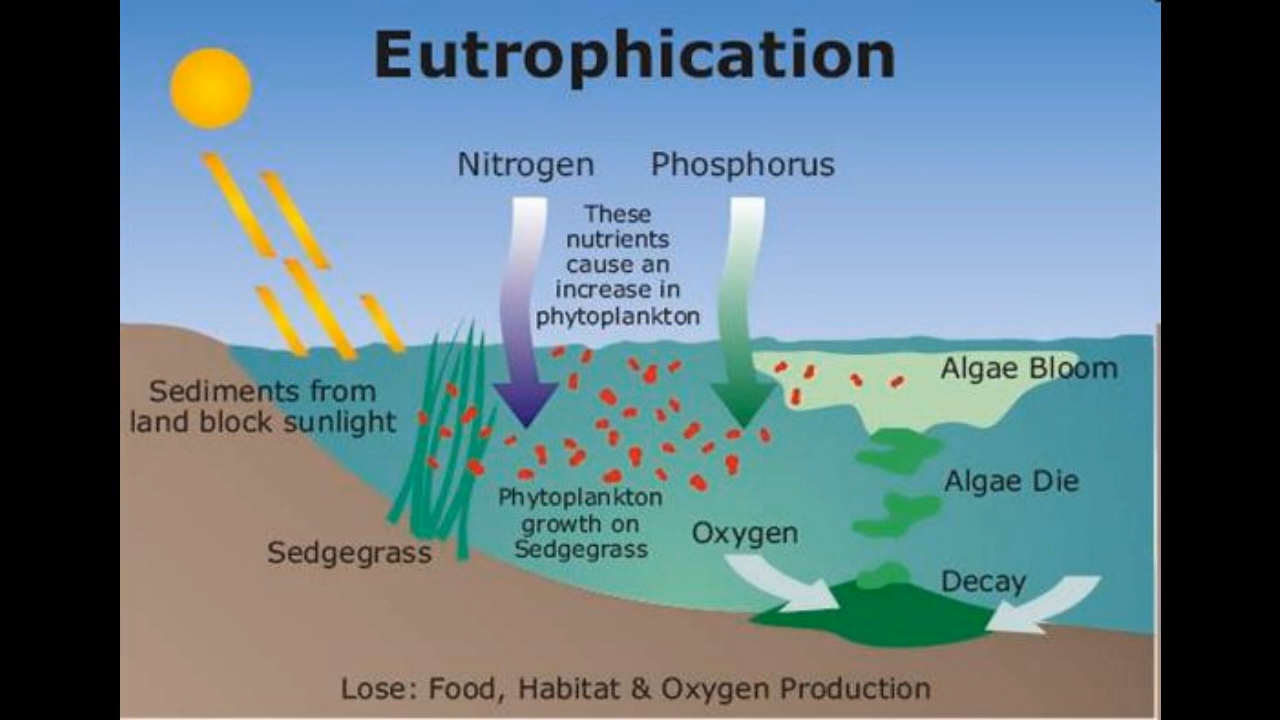 Eutrophication
Nitrogen
Phosphorus
These
nutrients
cause an
increase in
phytoplankton
Sediments from
land block sunlight
Algae Bloom
Algae Die
Phytoplankton
growth on
Sedgegrass
Oxygen
Sedgegrass
Decay
Lose: Food, Habitat & Oxygen Production